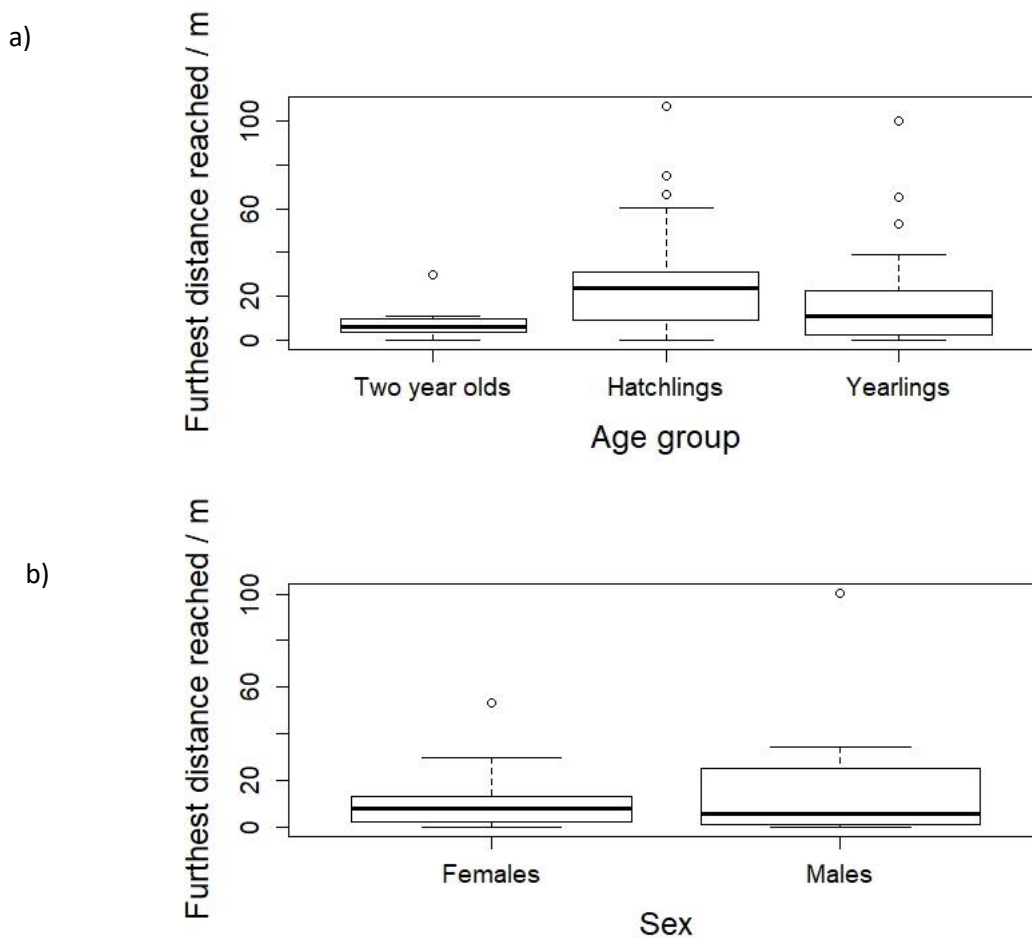 a)
Furthest distance reached / m
100
60
20
0
Two year olds Hatchlings Yearlings
Age group
b)
Furthest distance reached / m
100
60
20
0
Females Males
Sex